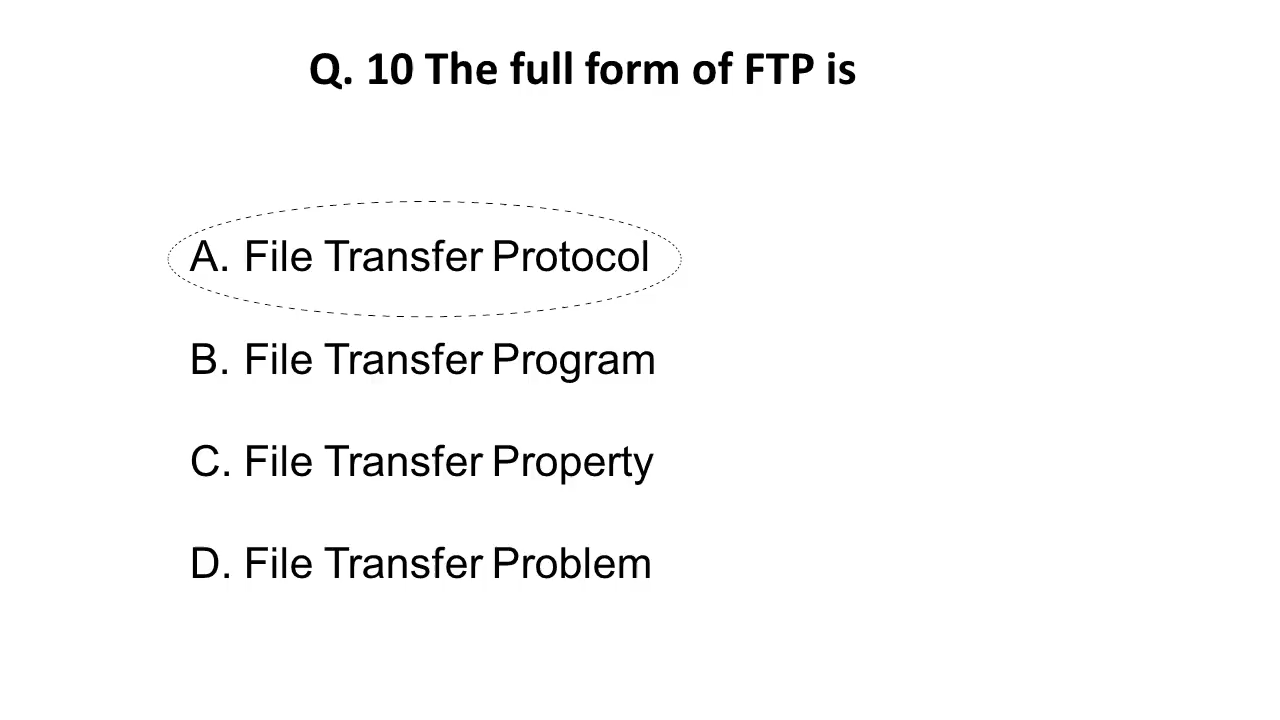 Q. 10 The full form of FTP is
A. File Transfer Protocol
B. File Transfer Program
C. File Transfer Property
D. File Transfer Problem